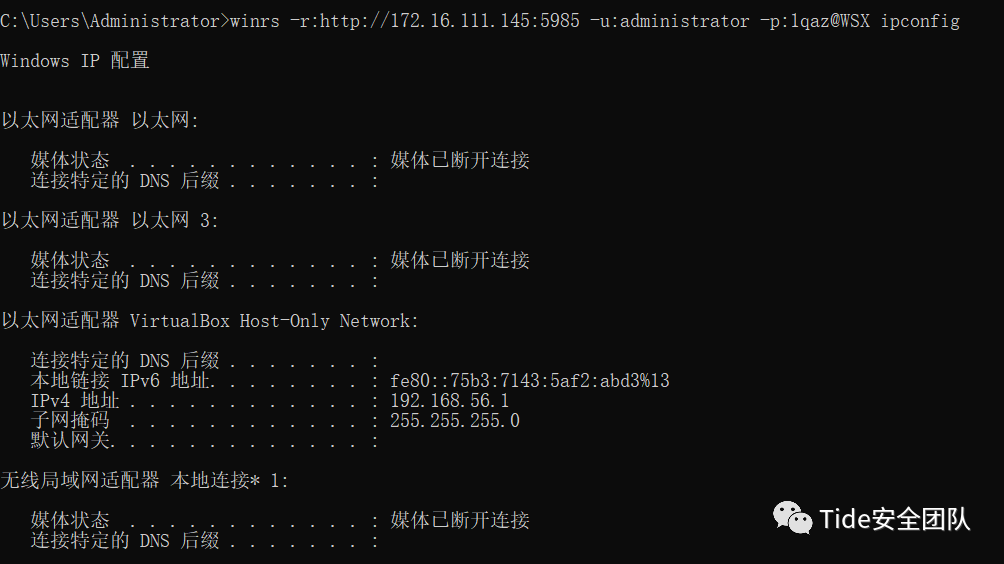 C:\Users\Administrator>winrs -r:http://172.16.111.145:5985 -u:administrator -p:1qaz@WSX ipconfig
Windows IP 配置
以太网适配器 以太网:
媒体状态 . . . . . . . . . . . . : 媒体已断开连接
连接特定的 DNS 后缀 . . . . . . . :
以太网适配器 以太网 3:
媒体状态 . . . . . . . . . . . . : 媒体已断开连接
连接特定的 DNS 后缀 . . . . . . . :
以太网适配器 VirtualBox Host-Only Network:
连接特定的 DNS 后缀 . . . . . . . :
本地链接 IPv6 地址. . . . . . . . : fe80::75b3:7143:5af2:abd3%13
IPv4 地址 . . . . . . . . . . . . : 192.168.56.1
子网掩码 . . . . . . . . . . . . : 255.255.255.0
默认网关. . . . . . . . . . . . . :
无线局域网适配器 本地连接* 1:
媒体状态 . . . . . . . . . . . . : 媒体已断开连接
连接特定的 DNS 后缀 . . . . . . . :
Tide安全团队